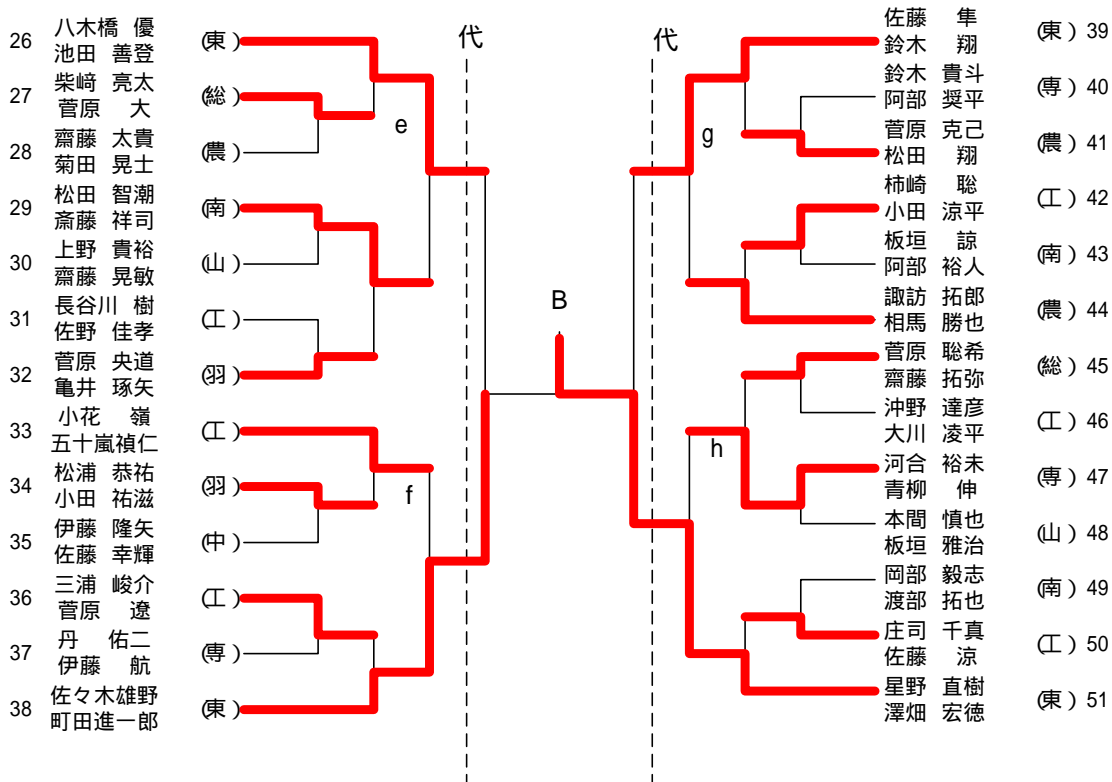 26 八木橋 優 (東)
池田 善登
27 柴﨑 亮太 (総)
菅原 大
28 齋藤 太貴 (農)
菊田 晃士
29 松田 智潮 (南)
斎藤 祥司
30 上野 貴裕 (山)
齋藤 晃敏
31 長谷川 樹 (工)
佐野 佳孝
32 菅原 央道 (羽)
亀井 琢矢
33 小花 嶺 (工)
五十嵐禎仁
34 松浦 恭祐 (羽)
小田 祐滋
35 伊藤 隆矢 (中)
佐藤 幸輝
36 三浦 峻介 (工)
菅原 遼
37 丹 佑二 (専)
伊藤 航
38 佐々木雄野 (東)
町田進一郎
代
e
f
B
代
g
h
佐藤 隼 (東) 39
鈴木 翔
鈴木 貴斗 (専) 40
阿部 奨平
菅原 克己 (農) 41
松田 翔
柿崎 聡 (工) 42
小田 涼平
板垣 諒 (南) 43
阿部 裕人
諏訪 拓郎 (農) 44
相馬 勝也
菅原 聡希 (総) 45
齋藤 拓弥
沖野 達彦 (工) 46
大川 凌平
河合 裕未 (専) 47
青柳 伸
本間 慎也 (山) 48
板垣 雅治
岡部 毅志 (南) 49
渡部 拓也
庄司 千真 (工) 50
佐藤 涼
星野 直樹 (東) 51
澤畑 宏徳